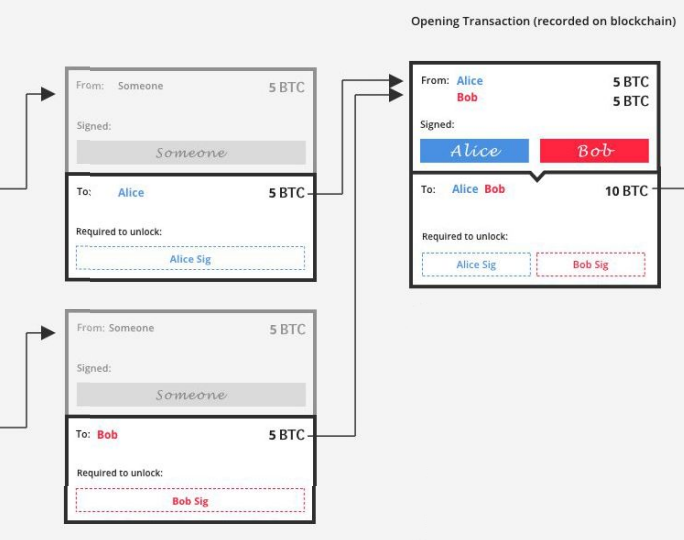 Opening Transaction (recorded on blockchain)
From: Someone 5 BTC
Signed:
Someone
To: Alice 5 BTC
Required to unlock:
Alice Sig
From: Someone 5 BTC
Signed:
Someone
To: Bob 5 BTC
Required to unlock:
Bob Sig
From: Alice 5 BTC
Bob 5 BTC
Signed:
Alice Bob
To: Alice Bob 10 BTC
Required to unlock:
Alice Sig Bob Sig